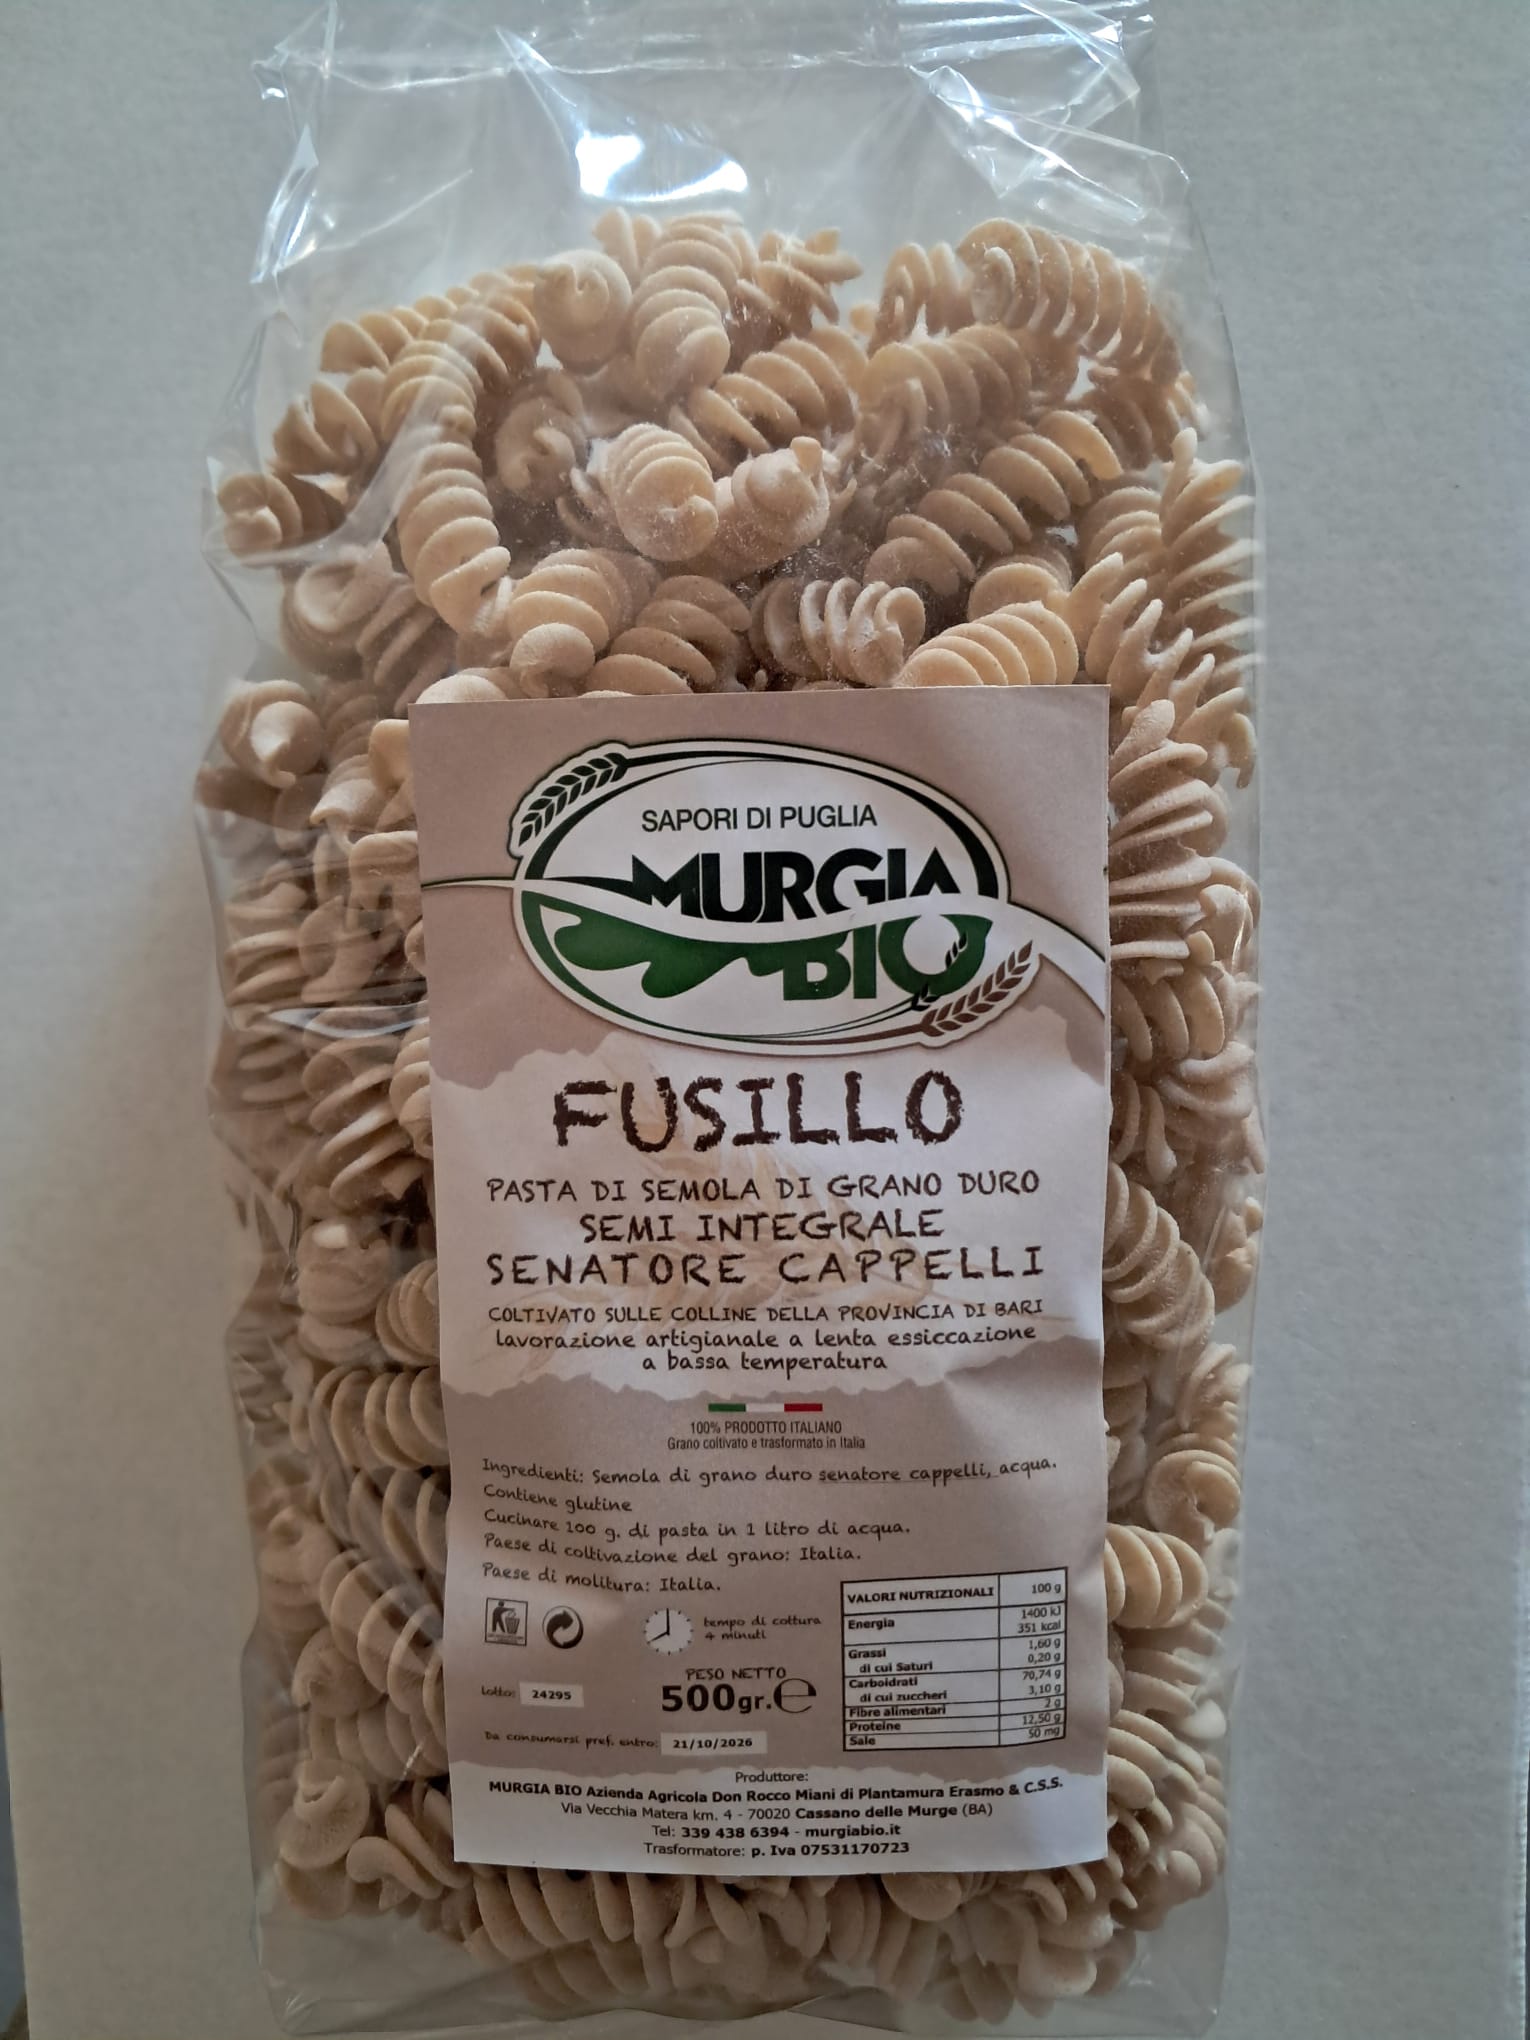 SAPORI DI PUGLIA
MURGIA
BIO
FUSILLO
PASTA DI SEMOLA DI GRANO DURO
SEMI INTEGRALE
SENATORE CAPPELLI
COLTIVATO SULLE COLLINE DELLA PROVINCIA DI BARI
lavorazione artigianale a lenta essiccazione
a bassa temperatura
100% PRODOTTO ITALIANO
Grano coltivato e trasformato in Italia
Ingredienti: Semola di grano duro senatore cappelli, acqua.
Contiene glutine
Cucinare 100 g. di pasta in 1 litro di acqua.
Paese di coltivazione del grano: Italia.
Paese di molitura: Italia.
tempo di cottura
4 minuti
PESO NETTO
500gr. e
Lotto: 24295
Da consumarsi pref. entro: 21/10/2026
VALORI NUTRIZIONALI 100 g
Energia 1400 kJ
351 kcal
Grassi 1,60 g
di cui Saturi 0,20 g
Carboidrati 70,74 g
di cui zuccheri 3,10 g
Fibre alimentari 2 g
Proteine 12,50 g
Sale 50 mg
Produttore:
MURGIA BIO Azienda Agricola Don Rocco Miani di Plantamura Erasmo & C.S.S.
Via Vecchia Matera km. 4 - 70020 Cassano delle Murge (BA)
Tel: 339 438 6394 - murgiabio.it
Trasformatore: p. Iva 07531170723